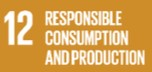 12 RESPONSIBLE
CONSUMPTION
AND PRODUCTION